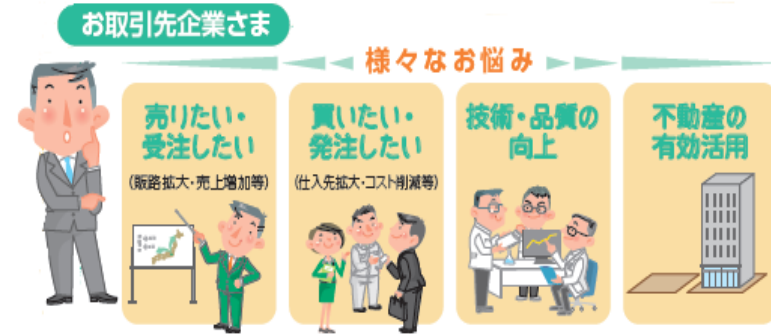 お取引先企業さま
様々なお悩み
売りたい・
受注したい
(販路拡大・売上増加等)
買いたい・
発注したい
(仕入先拡大・コスト削減等)
技術・品質の
向上
不動産の
有効活用